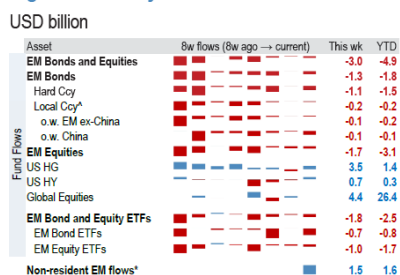 USD billion
Asset 8w flows (8w ago → current) This wk YTD
EM Bonds and Equities -3.0 -4.9
EM Bonds -1.3 -1.8
Hard Ccy -1.1 -1.5
Local Ccy^ -0.2 -0.2
o.w. EM ex-China -0.1 -0.2
o.w. China -0.1 -0.1
EM Equities -1.7 -3.1
US HG 3.5 1.4
US HY 0.7 0.3
Global Equities 4.4 26.4
EM Bond and Equity ETFs -1.8 -2.5
EM Bond ETFs -0.7 -0.8
EM Equity ETFs -1.0 -1.7
Non-resident EM flows* 1.5 1.6
Fund Flows